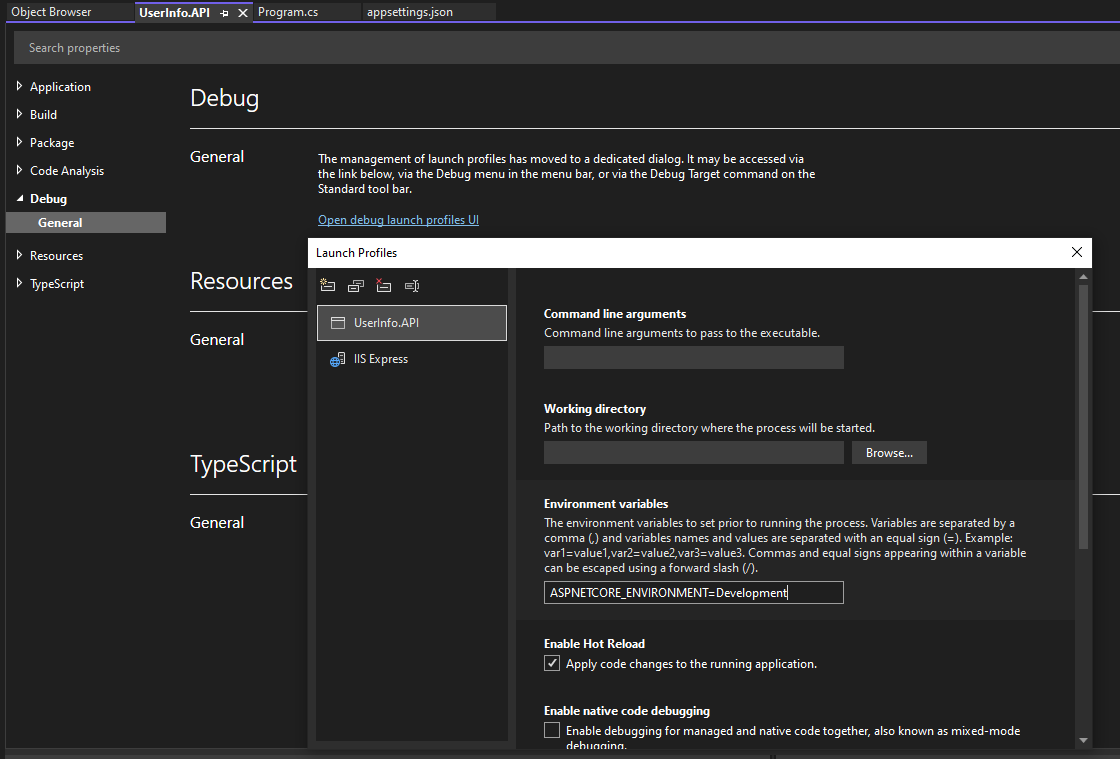 Object Browser
UserInfo.API
Program.cs
appsettings.json
Search properties
Application
Build
Package
Code Analysis
Debug
General
Resources
TypeScript
Debug
General
The management of launch profiles has moved to a dedicated dialog. It may be accessed via
the link below, via the Debug menu in the menu bar, or via the Debug Target command on the
Standard tool bar.
Open debug launch profiles UI
Resources
General
TypeScript
General
Launch Profiles
UserInfo.API
IIS Express
Command line arguments
Command line arguments to pass to the executable.
Working directory
Path to the working directory where the process will be started.
Browse...
Environment variables
The environment variables to set prior to running the process. Variables are separated by a
comma (,) and variables names and values are separated with an equal sign (=). Example:
var1=value1,var2=value2,var3=value3. Commas and equal signs appearing within a variable
can be escaped using a forward slash (/).
ASPNETCORE_ENVIRONMENT=Development
Enable Hot Reload
Apply code changes to the running application.
Enable native code debugging
Enable debugging for managed and native code together, also known as mixed-mode
debugging.